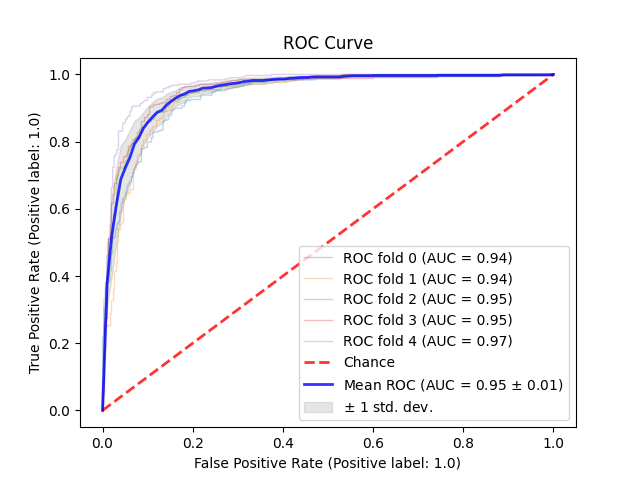 ROC Curve
True Positive Rate (Positive label: 1.0)
1.0
0.8
0.6
0.4
0.2
0.0
ROC fold 0 (AUC = 0.94)
ROC fold 1 (AUC = 0.94)
ROC fold 2 (AUC = 0.95)
ROC fold 3 (AUC = 0.95)
ROC fold 4 (AUC = 0.97)
Chance
Mean ROC (AUC = 0.95 ± 0.01)
± 1 std. dev.
0.0 0.2 0.4 0.6 0.8 1.0
False Positive Rate (Positive label: 1.0)